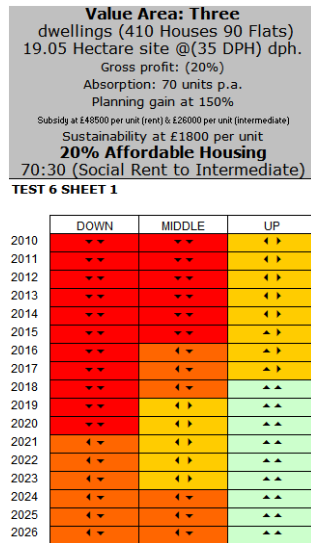 Value Area: Three
dwellings (410 Houses 90 Flats)
19.05 Hectare site @(35 DPH) dph.
Gross profit: (20%)
Absorption: 70 units p.a.
Planning gain at 150%
Subsidy at £48500 per unit (rent) & £26000 per unit (intermediate)
Sustainability at £1800 per unit
20% Affordable Housing
70:30 (Social Rent to Intermediate)
TEST 6 SHEET 1
DOWN MIDDLE UP
2010
2011
2012
2013
2014
2015
2016
2017
2018
2019
2020
2021
2022
2023
2024
2025
2026